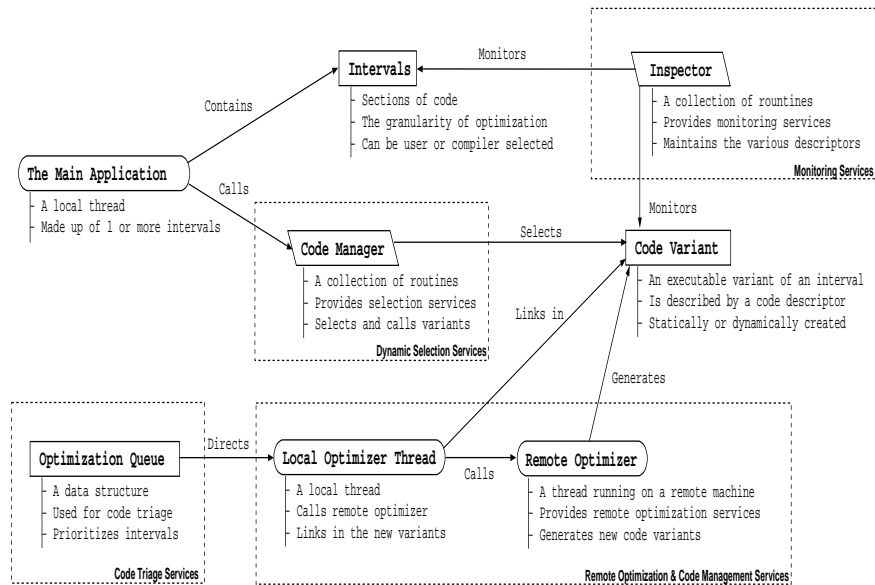 Monitors
Intervals
- Sections of code
- The granularity of optimization
- Can be user or compiler selected
Inspector
- A collection of rountines
- Provides monitoring services
- Maintains the various descriptors
Monitoring Services
Contains
The Main Application
- A local thread
- Made up of 1 or more intervals
Calls
Monitors
Code Manager
- A collection of routines
- Provides selection services
- Selects and calls variants
Dynamic Selection Services
Selects
Code Variant
- An executable variant of an interval
- Is described by a code descriptor
- Statically or dynamically created
Links in
Generates
Optimization Queue
- A data structure
- Used for code triage
- Prioritizes intervals
Code Triage Services
Directs
Local Optimizer Thread
- A local thread
- Calls remote optimizer
- Links in the new variants
Calls
Remote Optimizer
- A thread running on a remote machine
- Provides remote optimization services
- Generates new code variants
Remote Optimization & Code Management Services